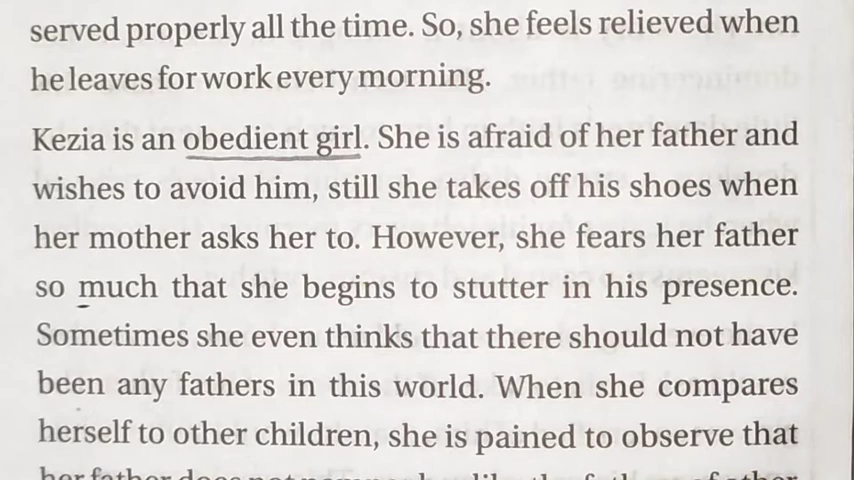 served properly all the time. So, she feels relieved when
he leaves for work every morning.
Kezia is an obedient girl. She is afraid of her father and
wishes to avoid him, still she takes off his shoes when
her mother asks her to. However, she fears her father
so much that she begins to stutter in his presence.
Sometimes she even thinks that there should not have
been any fathers in this world. When she compares
herself to other children, she is pained to observe that
her father does not